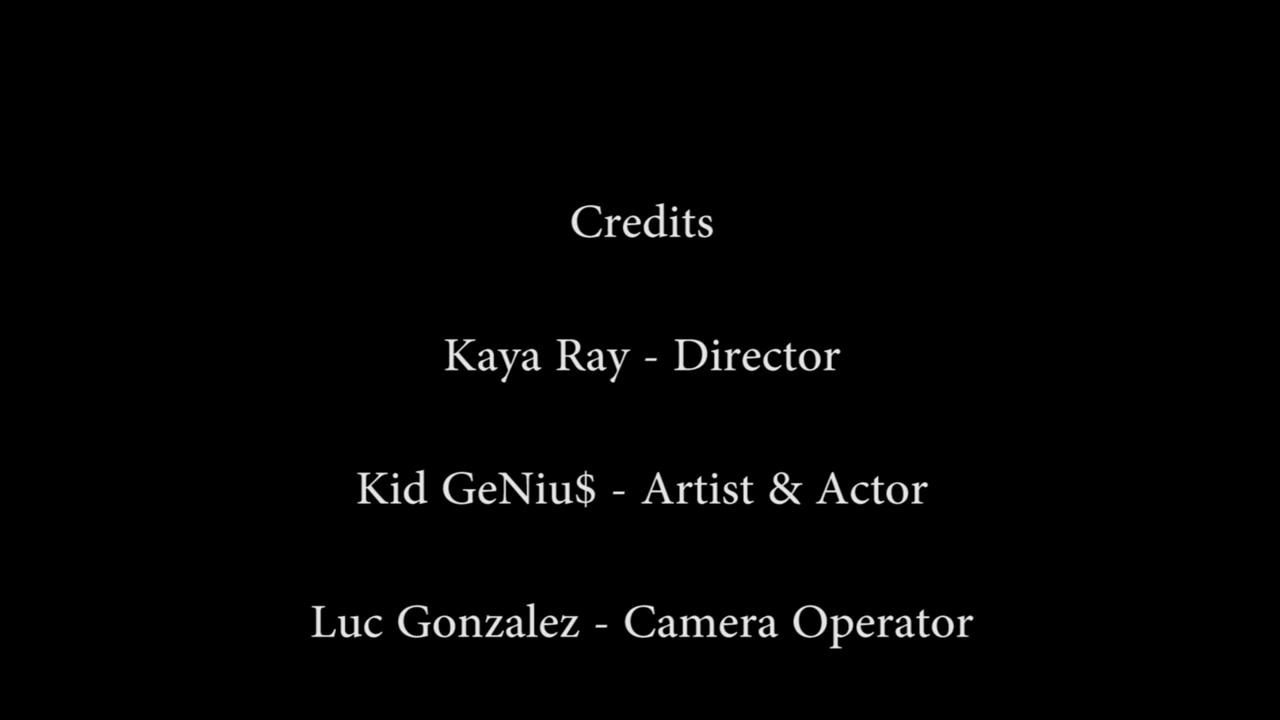 Credits
Kaya Ray - Director
Kid GeNiu$ - Artist & Actor
Luc Gonzalez - Camera Operator